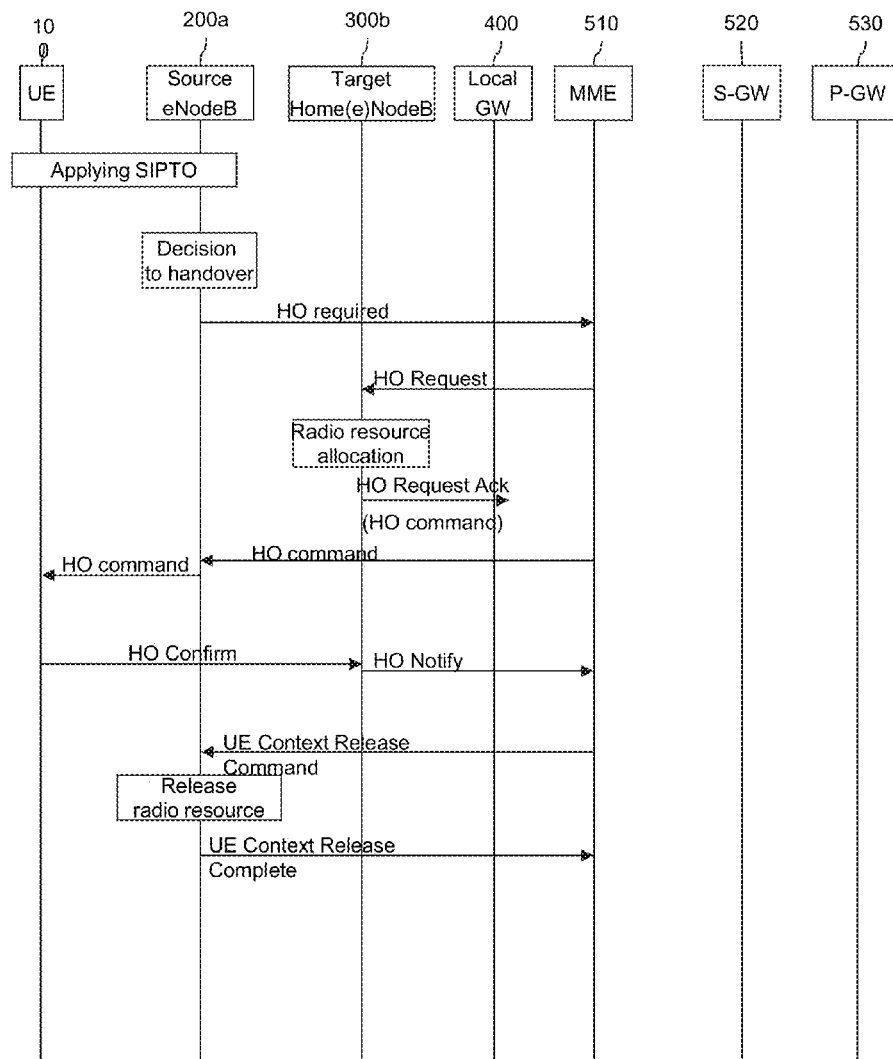 10
0
200a
300b
400
510
520
530
UE
Source
eNodeB
Target
Home(e)NodeB
Local
GW
MME
S-GW
P-GW
Applying SIPTO
Decision
to handover
HO required
HO Request
Radio resource
allocation
HO Request Ack
(HO command)
HO command
HO command
HO Confirm
HO Notify
UE Context Release
Command
Release
radio resource
UE Context Release
Complete